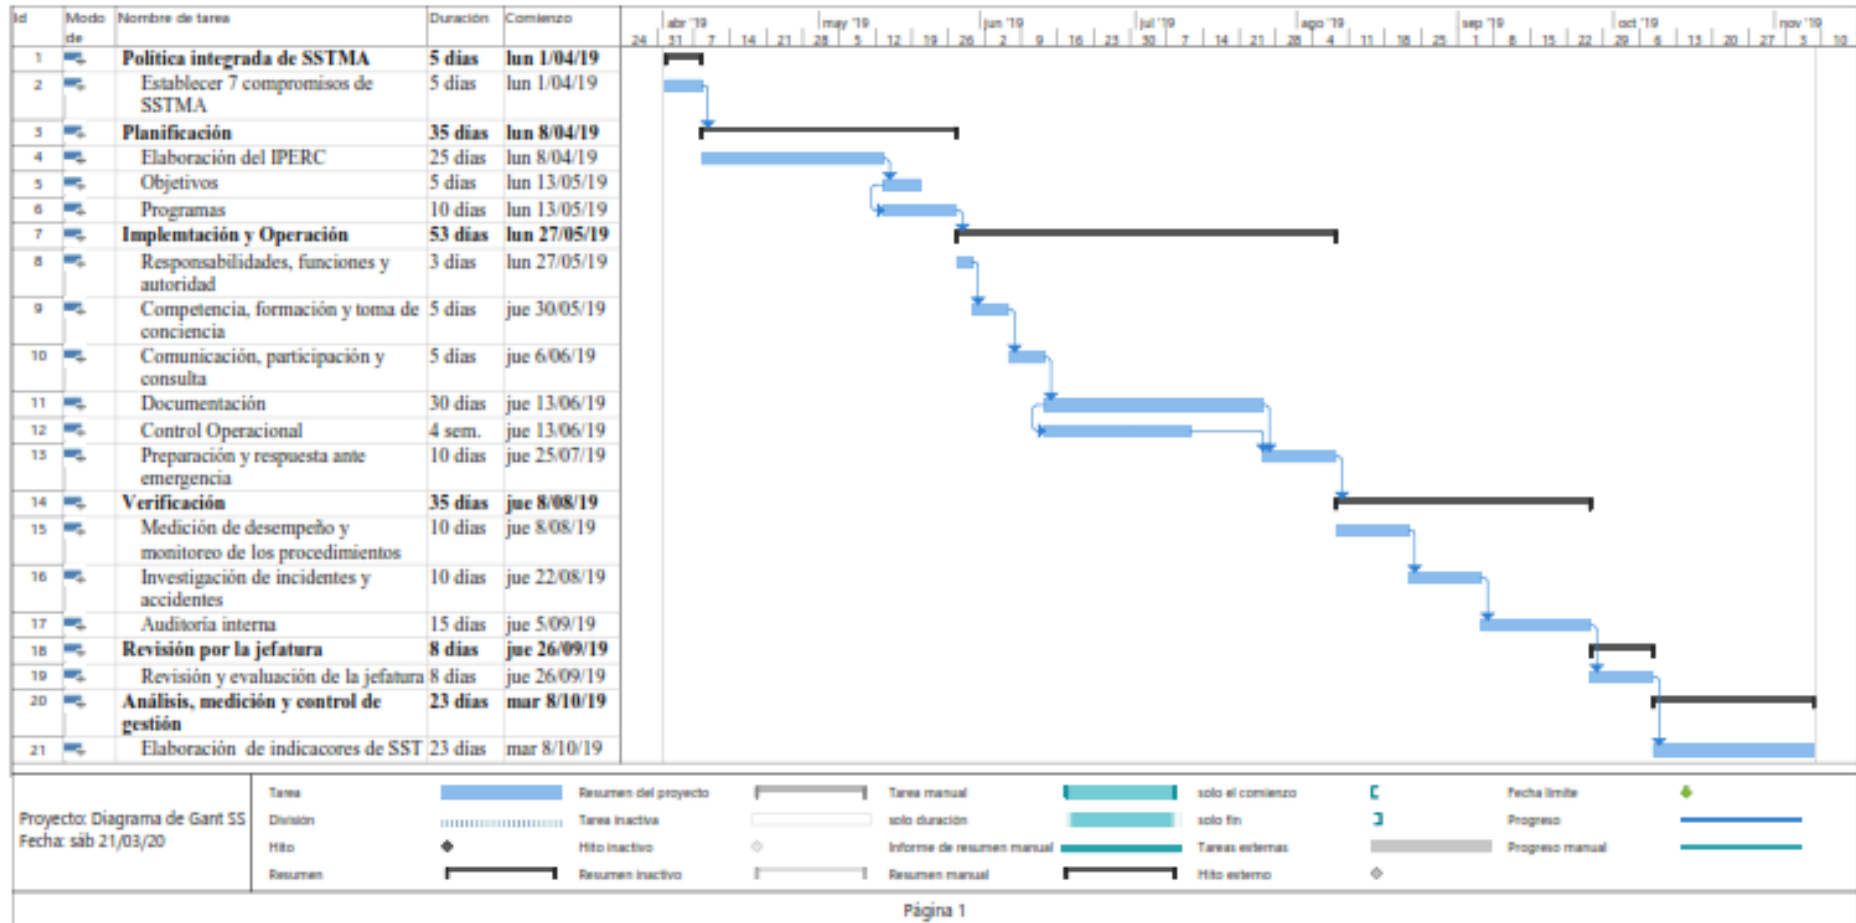 Id Modo de Nombre de tarea Duración Comienzo
abr '19 may '19 jun '19 jul '19 ago '19 sep '19 oct '19 nov '19
24 31 7 14 21 28 5 12 19 26 2 9 16 23 30 7 14 21 28 4 11 18 25 1 8 15 22 29 6 13 20 27 3 10
1 Política integrada de SSTMA 5 días lun 1/04/19
2 Establecer 7 compromisos de 5 días lun 1/04/19
SSTMA
3 Planificación 35 días lun 8/04/19
4 Elaboración del IPERC 25 días lun 8/04/19
5 Objetivos 5 días lun 13/05/19
6 Programas 10 días lun 13/05/19
7 Implemtación y Operación 53 días lun 27/05/19
8 Responsabilidades, funciones y 3 días lun 27/05/19
autoridad
9 Competencia, formación y toma de 5 días jue 30/05/19
conciencia
10 Comunicación, participación y 5 días jue 6/06/19
consulta
11 Documentación 30 días jue 13/06/19
12 Control Operacional 4 sem. jue 13/06/19
13 Preparación y respuesta ante 10 días jue 25/07/19
emergencia
14 Verificación 35 días jue 8/08/19
15 Medición de desempeño y 10 días jue 8/08/19
monitoreo de los procedimientos
16 Investigación de incidentes y 10 días jue 22/08/19
accidentes
17 Auditoría interna 15 días jue 5/09/19
18 Revisión por la jefatura 8 días jue 26/09/19
19 Revisión y evaluación de la jefatura 8 días jue 26/09/19
20 Análisis, medición y control de 23 días mar 8/10/19
gestión
21 Elaboración de indicacores de SST 23 días mar 8/10/19
Proyecto: Diagrama de Gant SS
Fecha: sáb 21/03/20
Tarea Resumen del proyecto Tarea manual solo el comienzo Fecha límite
División Tarea inactiva solo duración solo fin Progreso
Hito Hito inactivo Informe de resumen manual Tareas externas Progreso manual
Resumen Resumen inactivo Resumen manual Hito externo
Página 1